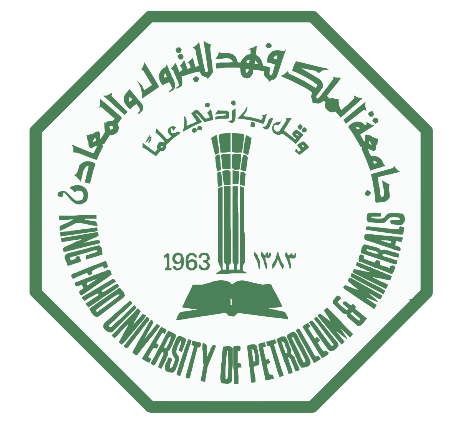 جامعة الملك فهد للبترول والمعادن
وقل رب زدني علما
1963 ١٣٨٣
KING FAHD UNIVERSITY OF PETROLEUM & MINERALS